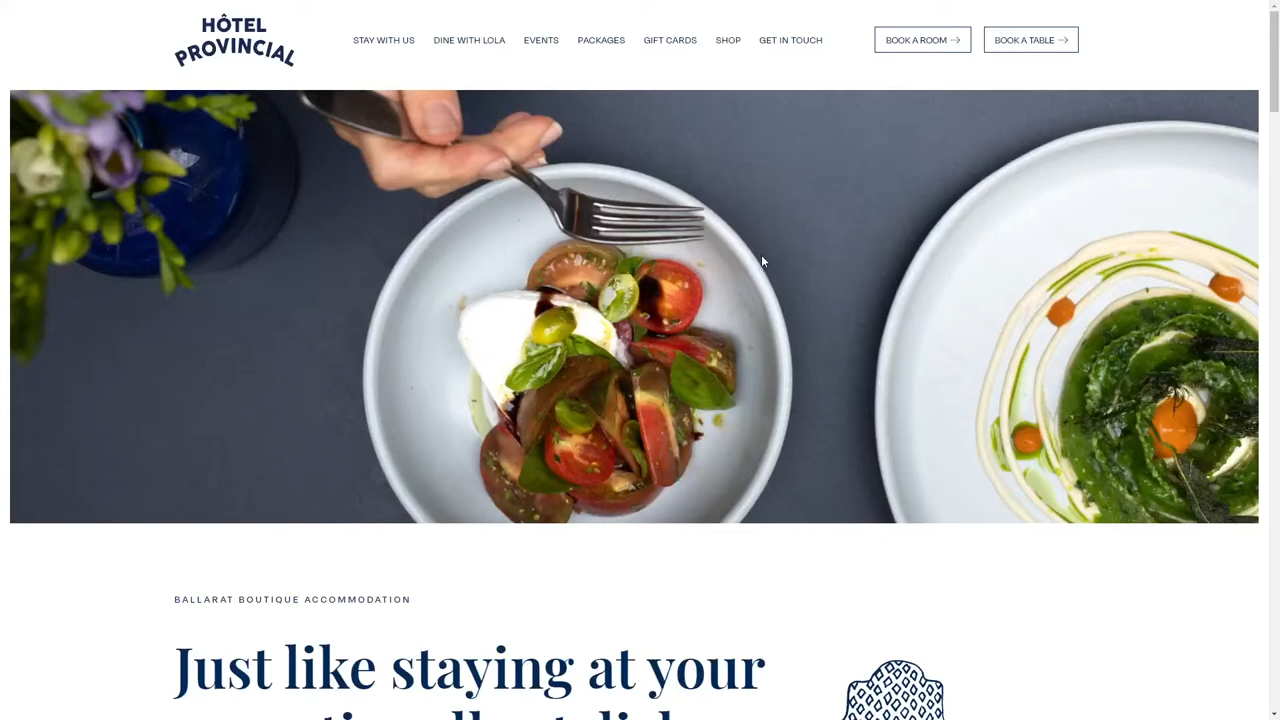 HÔTEL
PROVINCIAL
STAY WITH US DINE WITH LOLA EVENTS PACKAGES GIFT CARDS SHOP GET IN TOUCH BOOK A ROOM → BOOK A TABLE →
BALLARAT BOUTIQUE ACCOMMODATION
Just like staying at your